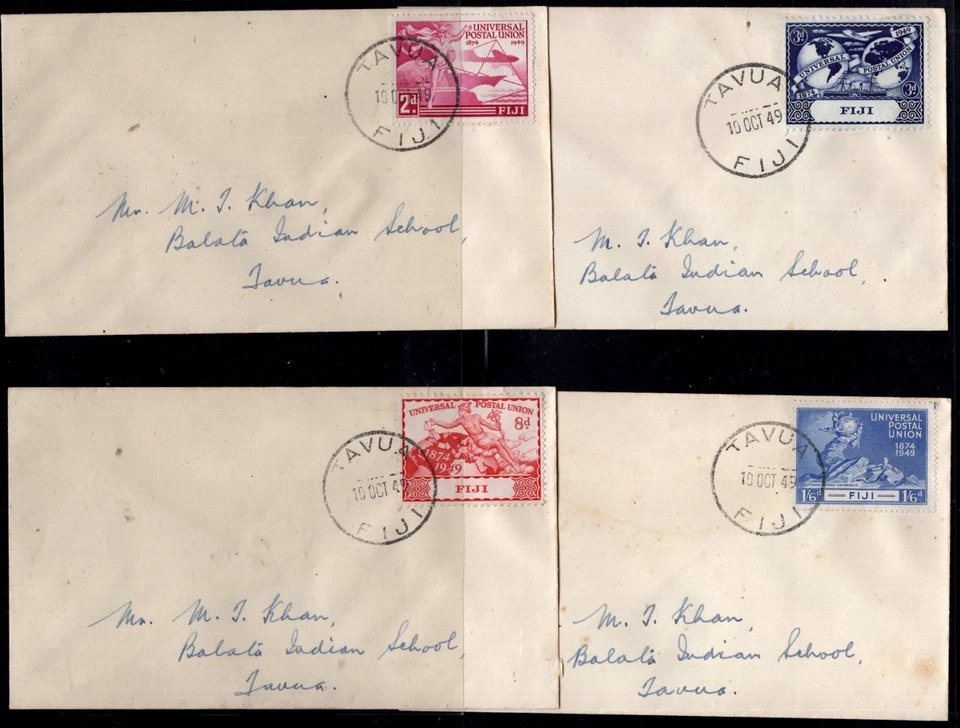 UNIVERSAL
POSTAL UNION
1874 1949
2d.
FIJI
TAVUA
10 OCT 49
FIJI
Mr. M. I. Khan,
Balata Indian School,
Tavua.
3d 1949
UNIVERSAL POSTAL UNION
1874 3d
FIJI
TAVUA
10 OCT 49
FIJI
M. I. Khan,
Balata Indian School,
Tavua.
UNIVERSAL POSTAL UNION
8d
1874
1949
FIJI
TAVUA
10 OCT 49
FIJI
Mr. M. I. Khan,
Balata Indian School,
Tavua.
UNIVERSAL
POSTAL
UNION
1874
1949
1/6d FIJI 1/6d
TAVUA
10 OCT 49
FIJI
M. I. Khan,
Balata Indian School,
Tavua.